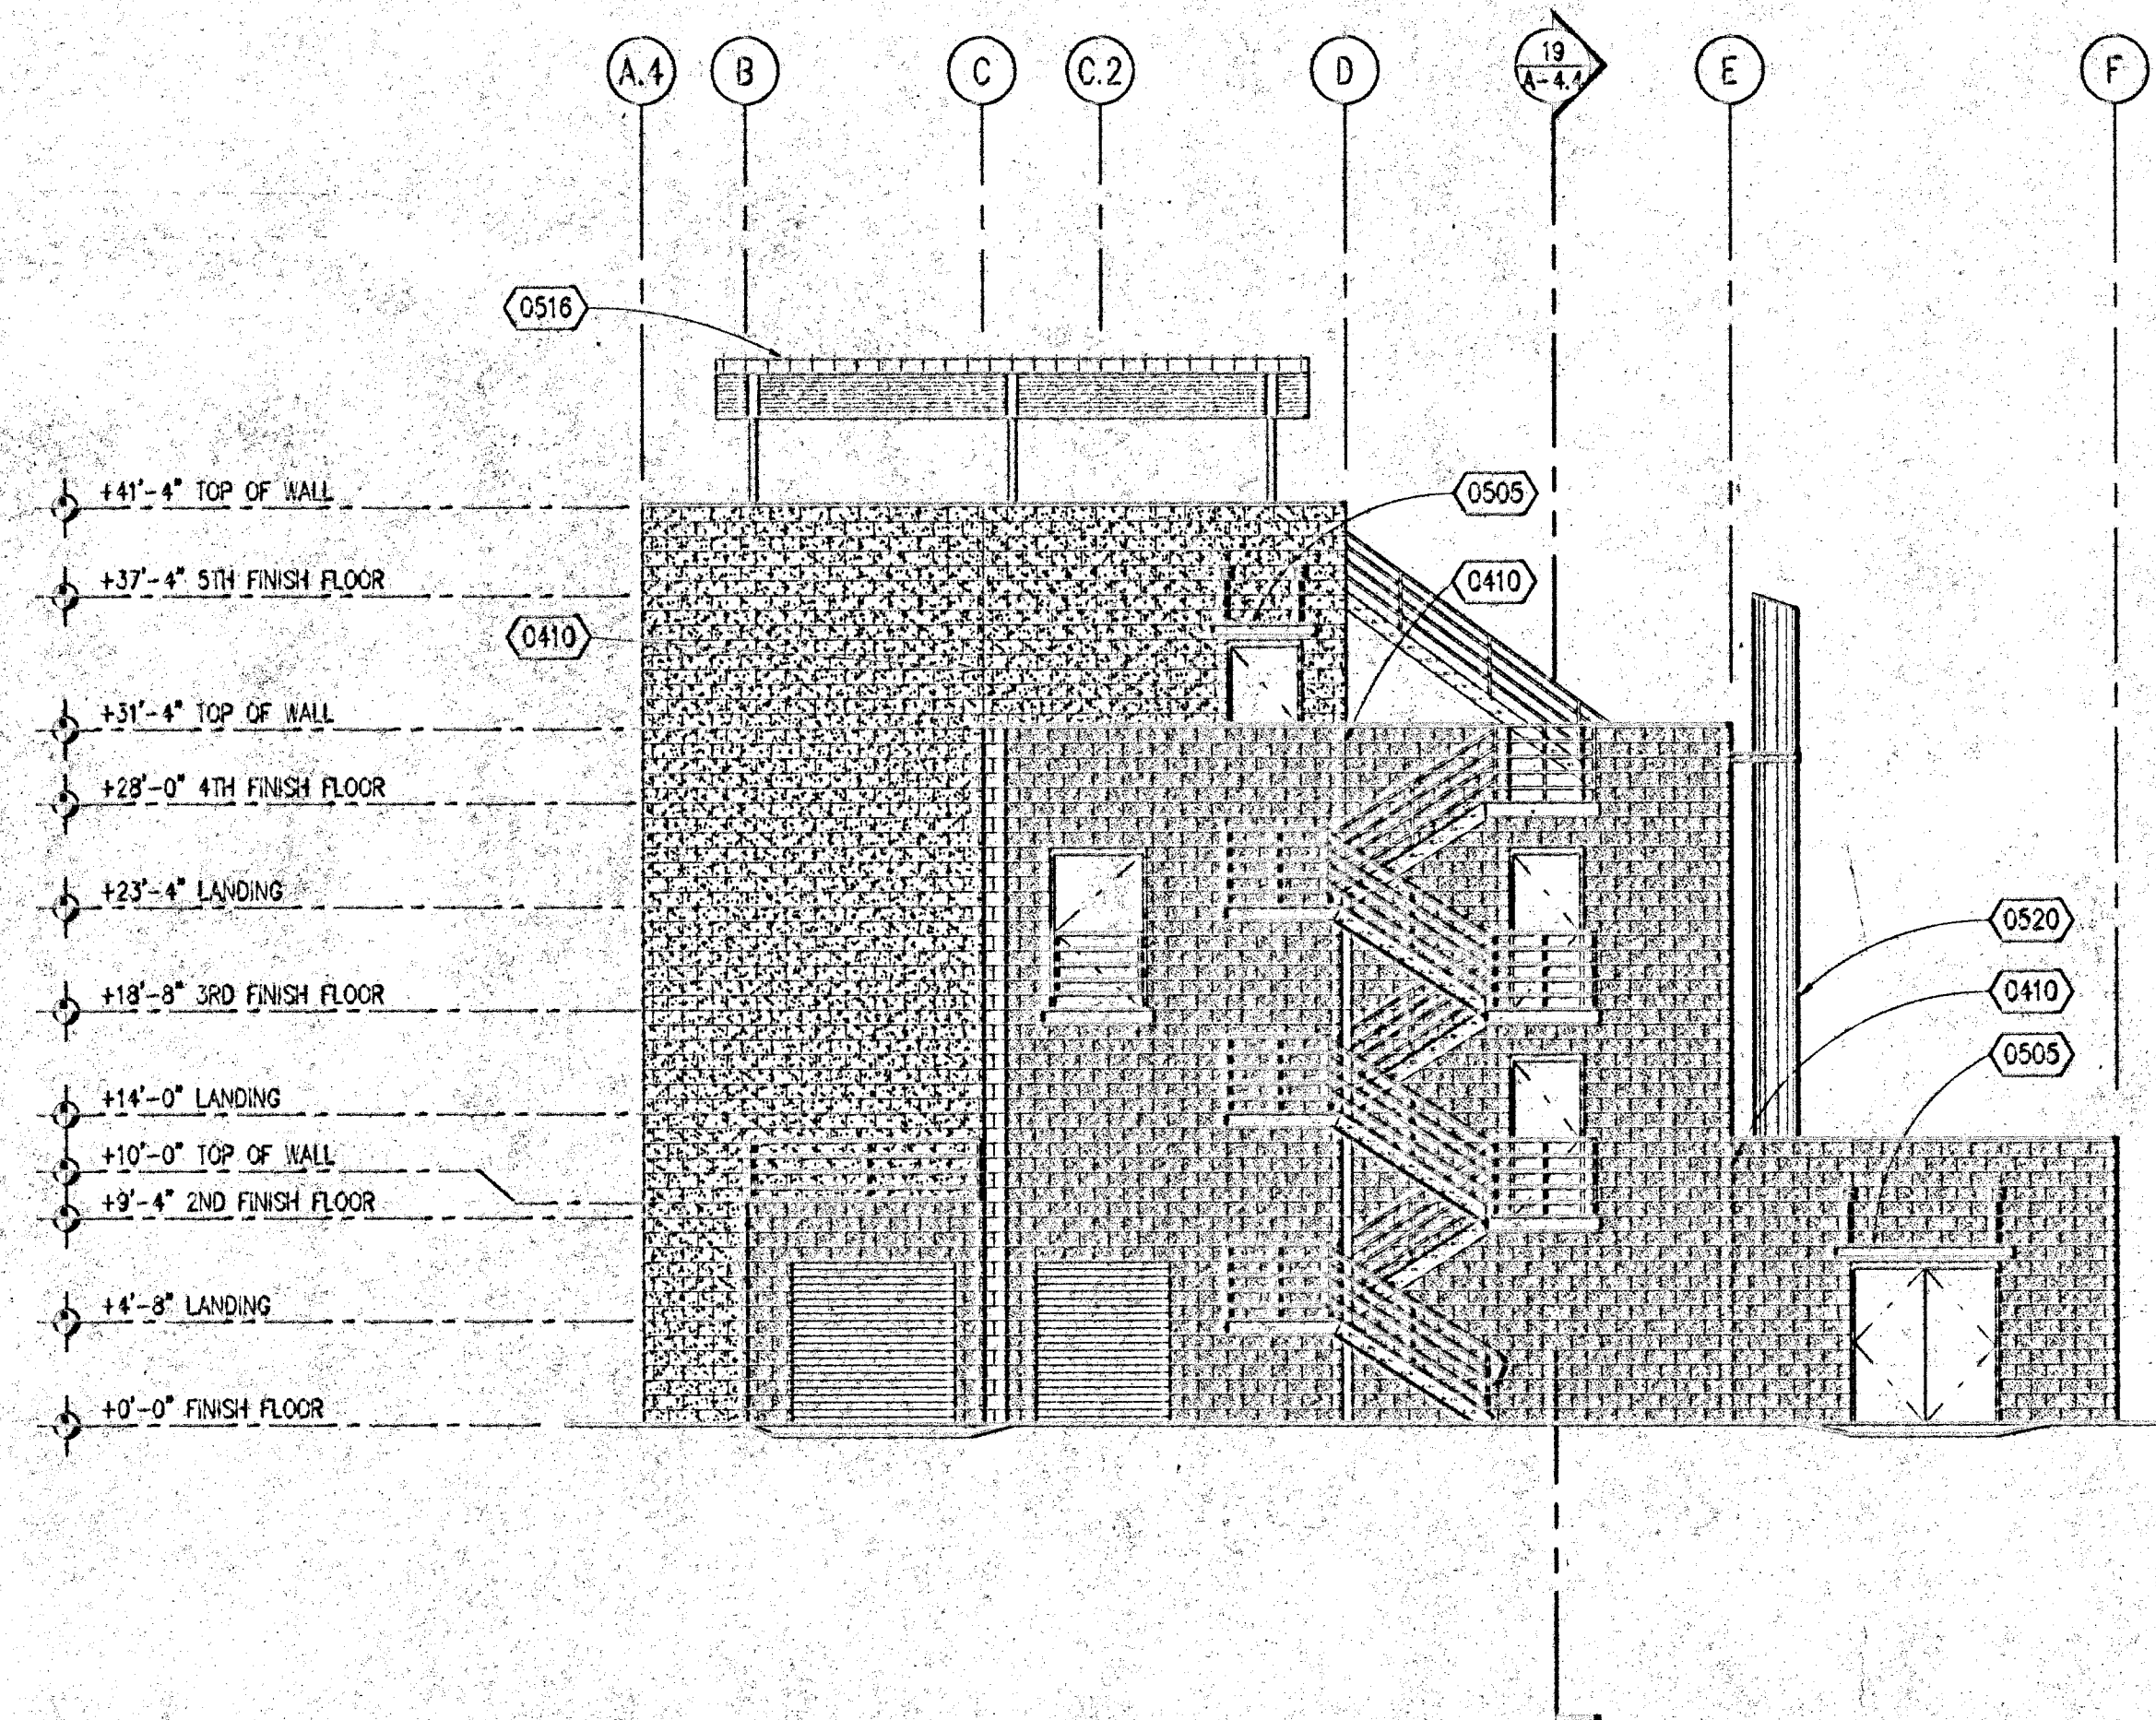 A.4 B C C.2 D 19 E F
A-4.4
0516
+41'-4" TOP OF WALL
0505
+37'-4" 5TH FINISH FLOOR
0410
0410
+31'-4" TOP OF WALL
+28'-0" 4TH FINISH FLOOR
+23'-4" LANDING
0520
+18'-8" 3RD FINISH FLOOR
0410
0505
+14'-0" LANDING
+10'-0" TOP OF WALL
+9'-4" 2ND FINISH FLOOR
+4'-8" LANDING
+0'-0" FINISH FLOOR